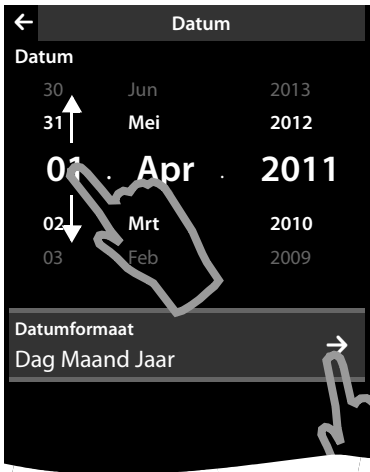 Datum
Datum
30 Jun 2013
31 Mei 2012
01 . Apr . 2011
02 Mrt 2010
03 Feb 2009
Datumformaat
Dag Maand Jaar